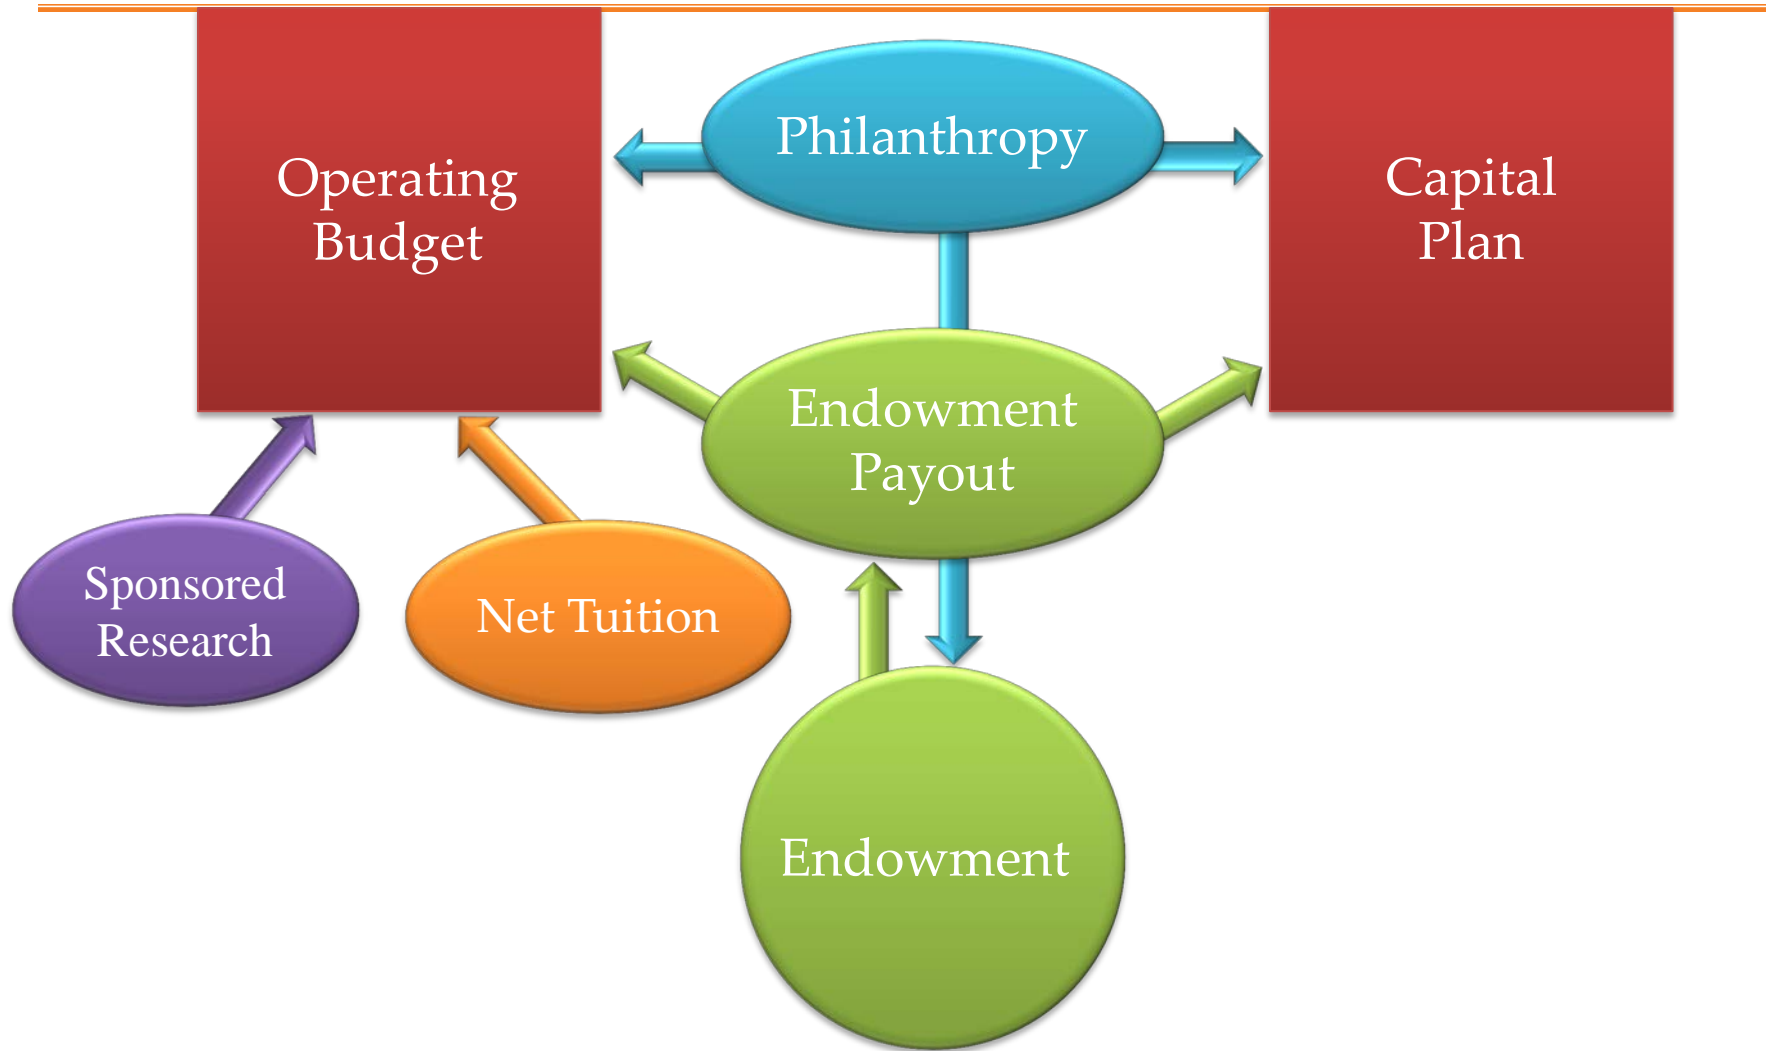 Operating
Budget
Philanthropy
Capital
Plan
Endowment
Payout
Sponsored
Research
Net Tuition
Endowment